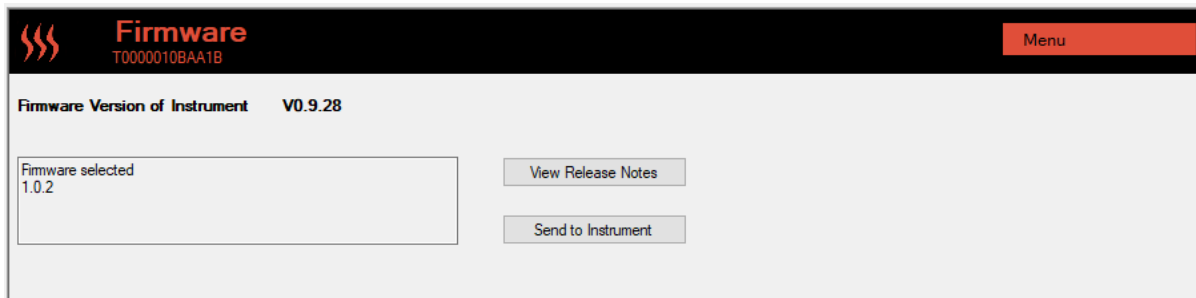 Firmware
T0000010BAA1B
Menu
Firmware Version of Instrument V0.9.28
Firmware selected
1.0.2
View Release Notes
Send to Instrument